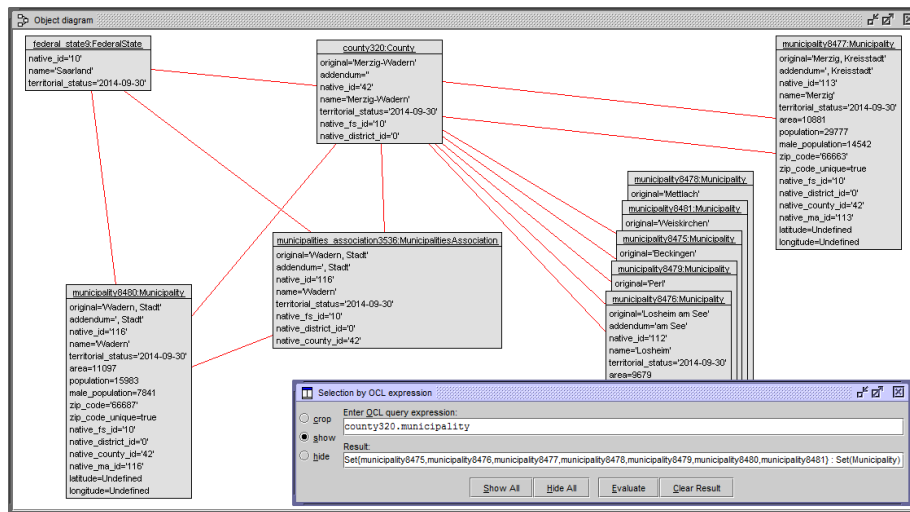 Object diagram
federal_state9:FederalState
native_id='10'
name='Saarland'
territorial_status='2014-09-30'
county320:County
original='Merzig-Wadern'
addendum=''
native_id='42'
name='Merzig-Wadern'
territorial_status='2014-09-30'
native_fs_id='10'
native_district_id='0'
municipality8477:Municipality
original='Merzig, Kreisstadt'
addendum=', Kreisstadt'
native_id='113'
name='Merzig'
territorial_status='2014-09-30'
area=10881
population=29777
male_population=14542
zip_code='66663'
zip_code_unique=true
native_fs_id='10'
native_district_id='0'
native_county_id='42'
native_ma_id='113'
latitude=Undefined
longitude=Undefined
municipality8478:Municipality
original='Mettlach'
municipality8481:Municipality
original='Weiskirchen'
municipality8475:Municipality
original='Beckingen'
municipality8479:Municipality
original='Perl'
municipality8476:Municipality
original='Losheim am See'
addendum='am See'
native_id='112'
name='Losheim'
territorial_status='2014-09-30'
area=9679
municipalities_association3536:MunicipalitiesAssociation
original='Wadern, Stadt'
addendum=', Stadt'
native_id='116'
name='Wadern'
territorial_status='2014-09-30'
native_fs_id='10'
native_district_id='0'
native_county_id='42'
municipality8480:Municipality
original='Wadern, Stadt'
addendum=', Stadt'
native_id='116'
name='Wadern'
territorial_status='2014-09-30'
area=11097
population=15983
male_population=7841
zip_code='66687'
zip_code_unique=true
native_fs_id='10'
native_district_id='0'
native_county_id='42'
native_ma_id='116'
latitude=Undefined
longitude=Undefined
Selection by OCL expression
crop
show
hide
Enter OCL query expression:
county320.municipality
Result:
Set{municipality8475,municipality8476,municipality8477,municipality8478,municipality8479,municipality8480,municipality8481} : Set(Municipality)
Show All Hide All Evaluate Clear Result